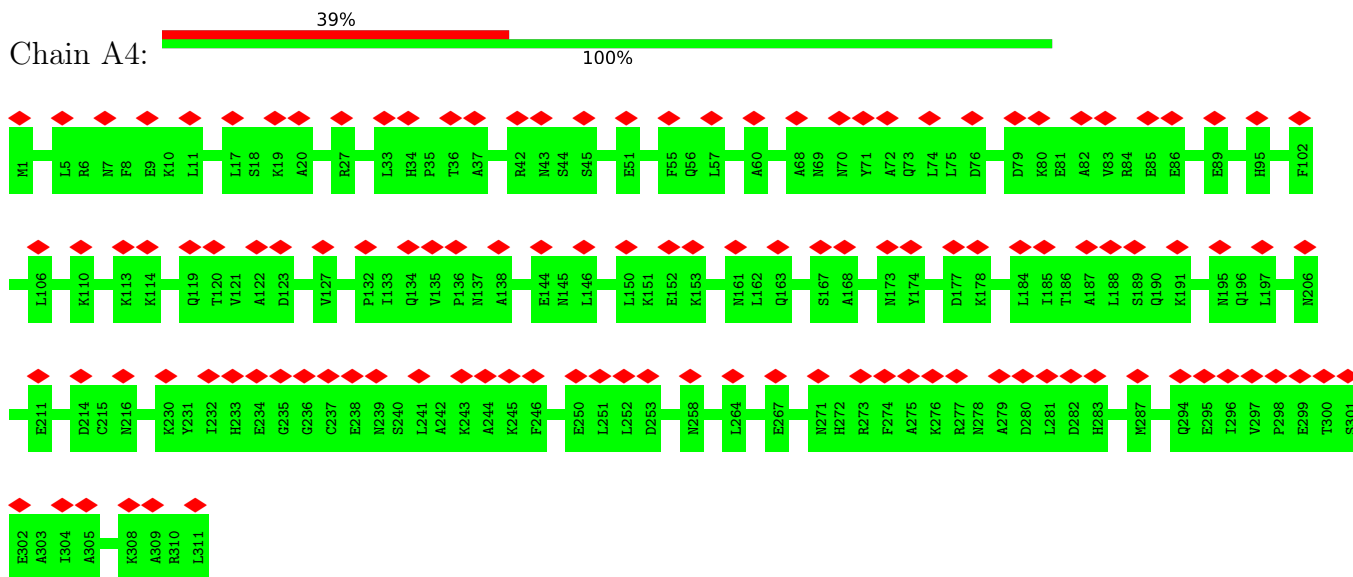 39%
Chain A4:
100%
M1 L5 R6 N7 F8 E9 K10 L11 L17 S18 K19 A20 R27 L33 H34 P35 T36 A37 R42 N43 S44 S45 E51 F55 Q56 L57 A60 A68 N69 N70 Y71 A72 Q73 L74 L75 D76 D79 K80 E81 A82 V83 R84 E85 E86 E89 H95 F102
L106 K110 K113 K114 Q119 T120 V121 A122 D123 V127 P132 I133 Q134 V135 P136 N137 A138 E144 N145 L146 L150 K151 E152 K153 N161 L162 Q163 S167 A168 N173 Y174 D177 K178 L184 I185 T186 A187 L188 S189 Q190 K191 N195 Q196 L197 N206
E211 D214 C215 N216 K230 Y231 I232 H233 E234 G235 G236 C237 E238 N239 S240 L241 A242 K243 A244 K245 F246 E250 L251 L252 D253 N258 L264 E267 N271 H272 R273 F274 A275 K276 R277 N278 A279 D280 L281 D282 H283 M287 Q294 E295 I296 V297 P298 E299 T300 S301
E302 A303 I304 A305 K308 A309 R310 L311